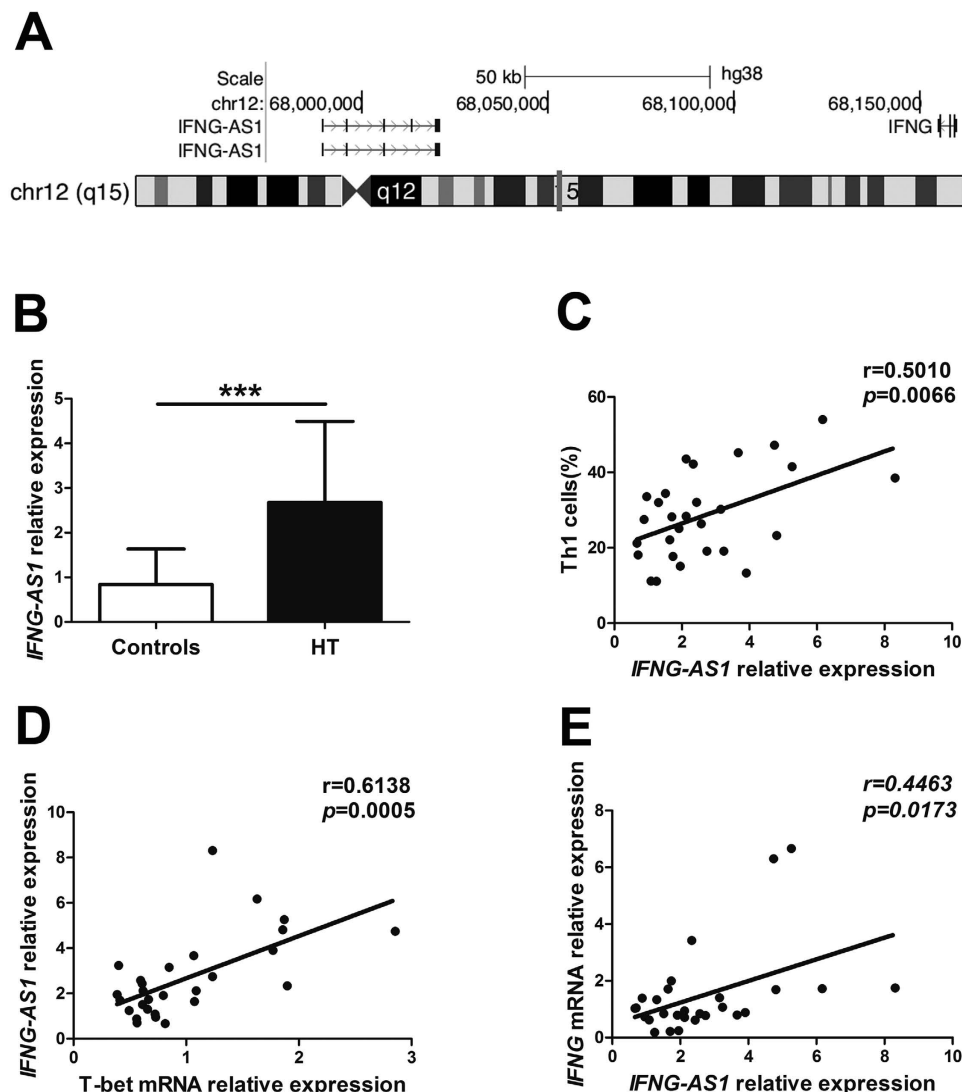 A
Scale 50 kb hg38
chr12: 68,000,000 68,050,000 68,100,000 68,150,000
IFNG-AS1 IFNG
IFNG-AS1
chr12 (q15) q12 5
B
IFNG-AS1 relative expression
5
4
3
2
1
0
***
Controls HT
C
r=0.5010
p=0.0066
Th1 cells(%)
60
40
20
0
0 2 4 6 8 10
IFNG-AS1 relative expression
D
r=0.6138
p=0.0005
IFNG-AS1 relative expression
10
8
6
4
2
0
0 1 2 3
T-bet mRNA relative expression
E
r=0.4463
p=0.0173
IFNG mRNA relative expression
8
6
4
2
0
0 2 4 6 8 10
IFNG-AS1 relative expression